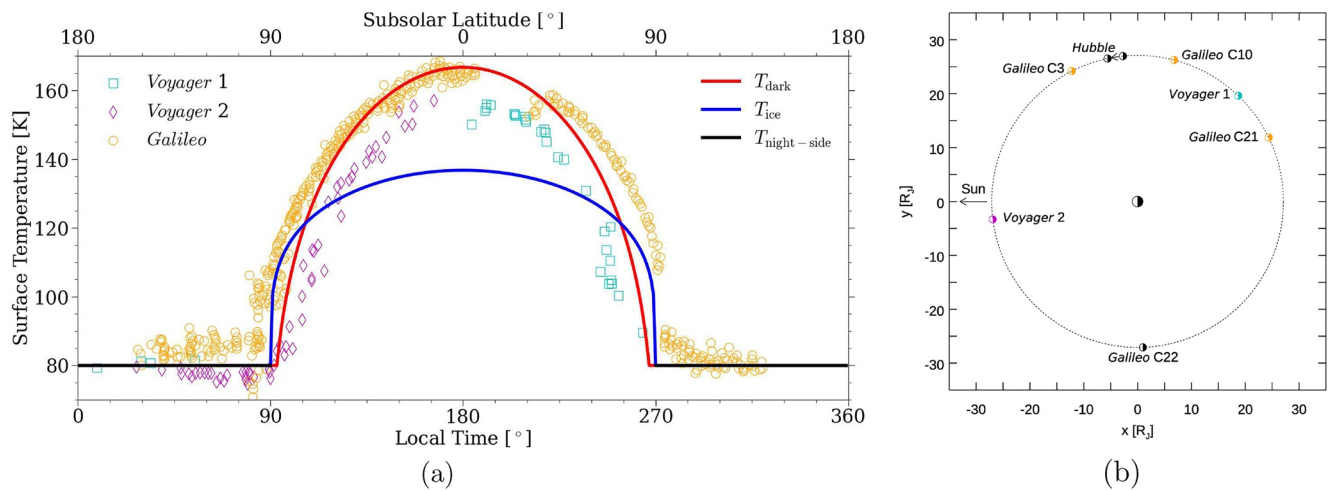 Subsolar Latitude [°]
180 90 0 90 180
Surface Temperature [K]
160
140
120
100
80
Voyager 1
Voyager 2
Galileo
T_dark
T_ice
T_night−side
0 90 180 270 360
Local Time [°]
(a)
y [R_J]
30
20
10
0
-10
-20
-30
Hubble
Galileo C3
Galileo C10
Voyager 1
Galileo C21
Sun
Voyager 2
Galileo C22
-30 -20 -10 0 10 20 30
x [R_J]
(b)